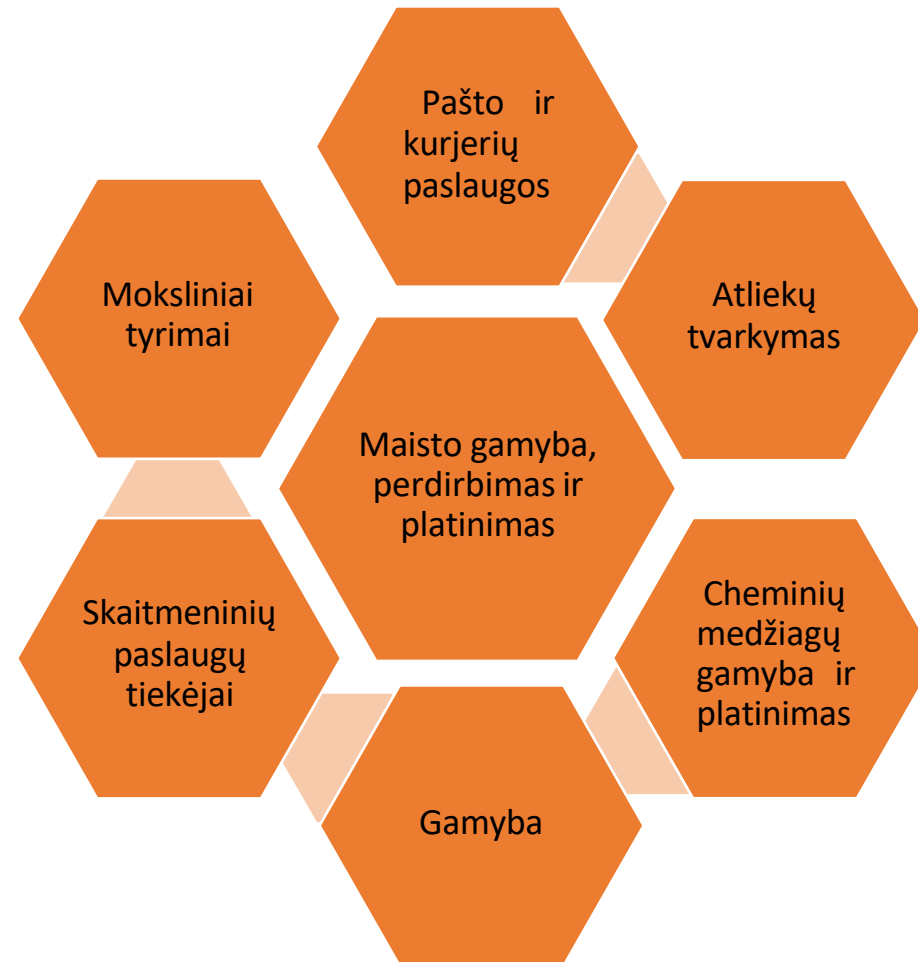 Pašto ir
kurjerių
paslaugos
Moksliniai
tyrimai
Atliekų
tvarkymas
Maisto gamyba,
perdirbimas ir
platinimas
Skaitmeninių
paslaugų
tiekėjai
Cheminių
medžiagų
gamyba ir
platinimas
Gamyba